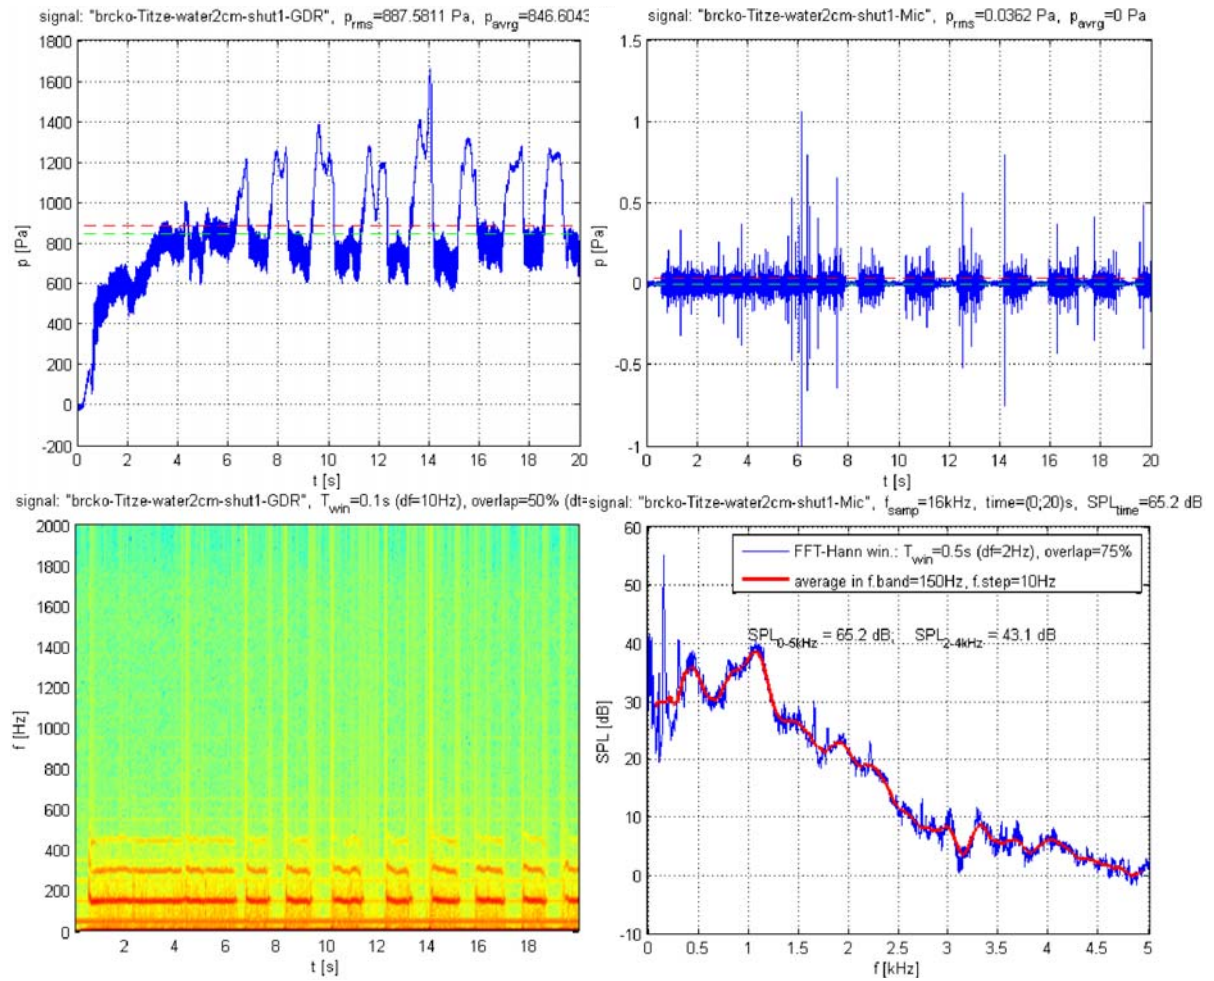 signal: "brcko-Titze-water2cm-shut1-GDR", p_rms=887.5811 Pa, p_avrg=846.6043
1800
1600
1400
1200
1000
800
600
400
200
0
-200
p [Pa]
0 2 4 6 8 10 12 14 16 18 20
t [s]
signal: "brcko-Titze-water2cm-shut1-Mic", p_rms=0.0362 Pa, p_avrg=0 Pa
1.5
1
0.5
0
-0.5
-1
p [Pa]
0 2 4 6 8 10 12 14 16 18 20
t [s]
signal: "brcko-Titze-water2cm-shut1-GDR", T_win=0.1s (df=10Hz), overlap=50% (dt=
2000
1800
1600
1400
1200
1000
800
600
400
200
0
f [Hz]
2 4 6 8 10 12 14 16 18
t [s]
signal: "brcko-Titze-water2cm-shut1-Mic", f_samp=16kHz, time=(0;20)s, SPL_time=65.2 dB
60
50
40
30
20
10
0
-10
SPL [dB]
FFT-Hann win.: T_win=0.5s (df=2Hz), overlap=75%
average in f.band=150Hz, f.step=10Hz
SPL_0-5kHz = 65.2 dB; SPL_2-4kHz = 43.1 dB
0 0.5 1 1.5 2 2.5 3 3.5 4 4.5 5
f [kHz]